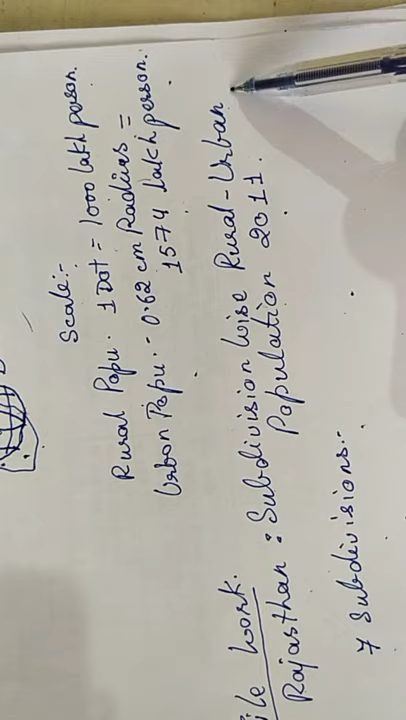 Scale:-
Rural Popu. 1 Dot = 1000 lakh person.
Urban Popu.- 0.62 cm Radius =
1574 lakh person.
work.
Rajasthan : Subdivision Wise Rural-Urban
Population 2011.
7 Subdivisions:-